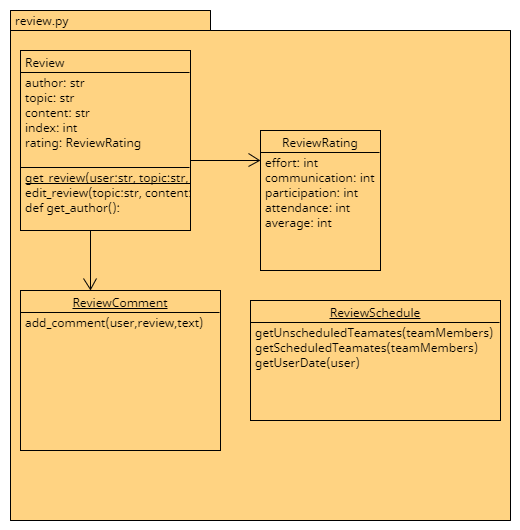 review.py
Review
author: str
topic: str
content: str
index: int
rating: ReviewRating
get_review(user:str, topic:str,
edit_review(topic:str, content:
def get_author():
ReviewRating
effort: int
communication: int
participation: int
attendance: int
average: int
ReviewComment
add_comment(user,review,text)
ReviewSchedule
getUnscheduledTeamates(teamMembers)
getScheduledTeamates(teamMembers)
getUserDate(user)